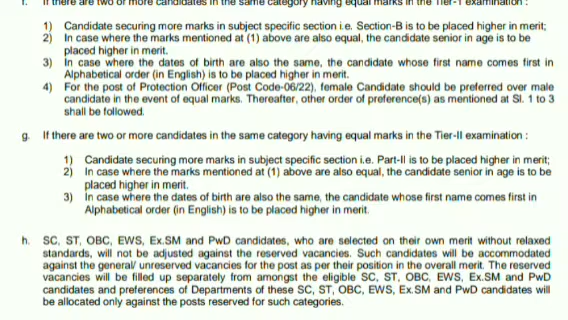 f. If there are two or more candidates in the same category having equal marks in the Tier-I examination :
1) Candidate securing more marks in subject specific section i.e. Section-B is to be placed higher in merit;
2) In case where the marks mentioned at (1) above are also equal, the candidate senior in age is to be
placed higher in merit.
3) In case where the dates of birth are also the same, the candidate whose first name comes first in
Alphabetical order (in English) is to be placed higher in merit.
4) For the post of Protection Officer (Post Code-06/22), female Candidate should be preferred over male
candidate in the event of equal marks. Thereafter, other order of preference(s) as mentioned at Sl. 1 to 3
shall be followed.
g. If there are two or more candidates in the same category having equal marks in the Tier-II examination :
1) Candidate securing more marks in subject specific section i.e. Part-II is to be placed higher in merit;
2) In case where the marks mentioned at (1) above are also equal, the candidate senior in age is to be
placed higher in merit.
3) In case where the dates of birth are also the same, the candidate whose first name comes first in
Alphabetical order (in English) is to be placed higher in merit.
h. SC, ST, OBC, EWS, Ex.SM and PwD candidates, who are selected on their own merit without relaxed
standards, will not be adjusted against the reserved vacancies. Such candidates will be accommodated
against the general/ unreserved vacancies for the post as per their position in the overall merit. The reserved
vacancies will be filled up separately from amongst the eligible SC, ST, OBC, EWS, Ex.SM and PwD
candidates and preferences of Departments of these SC, ST, OBC, EWS, Ex.SM and PwD candidates will
be allocated only against the posts reserved for such categories.